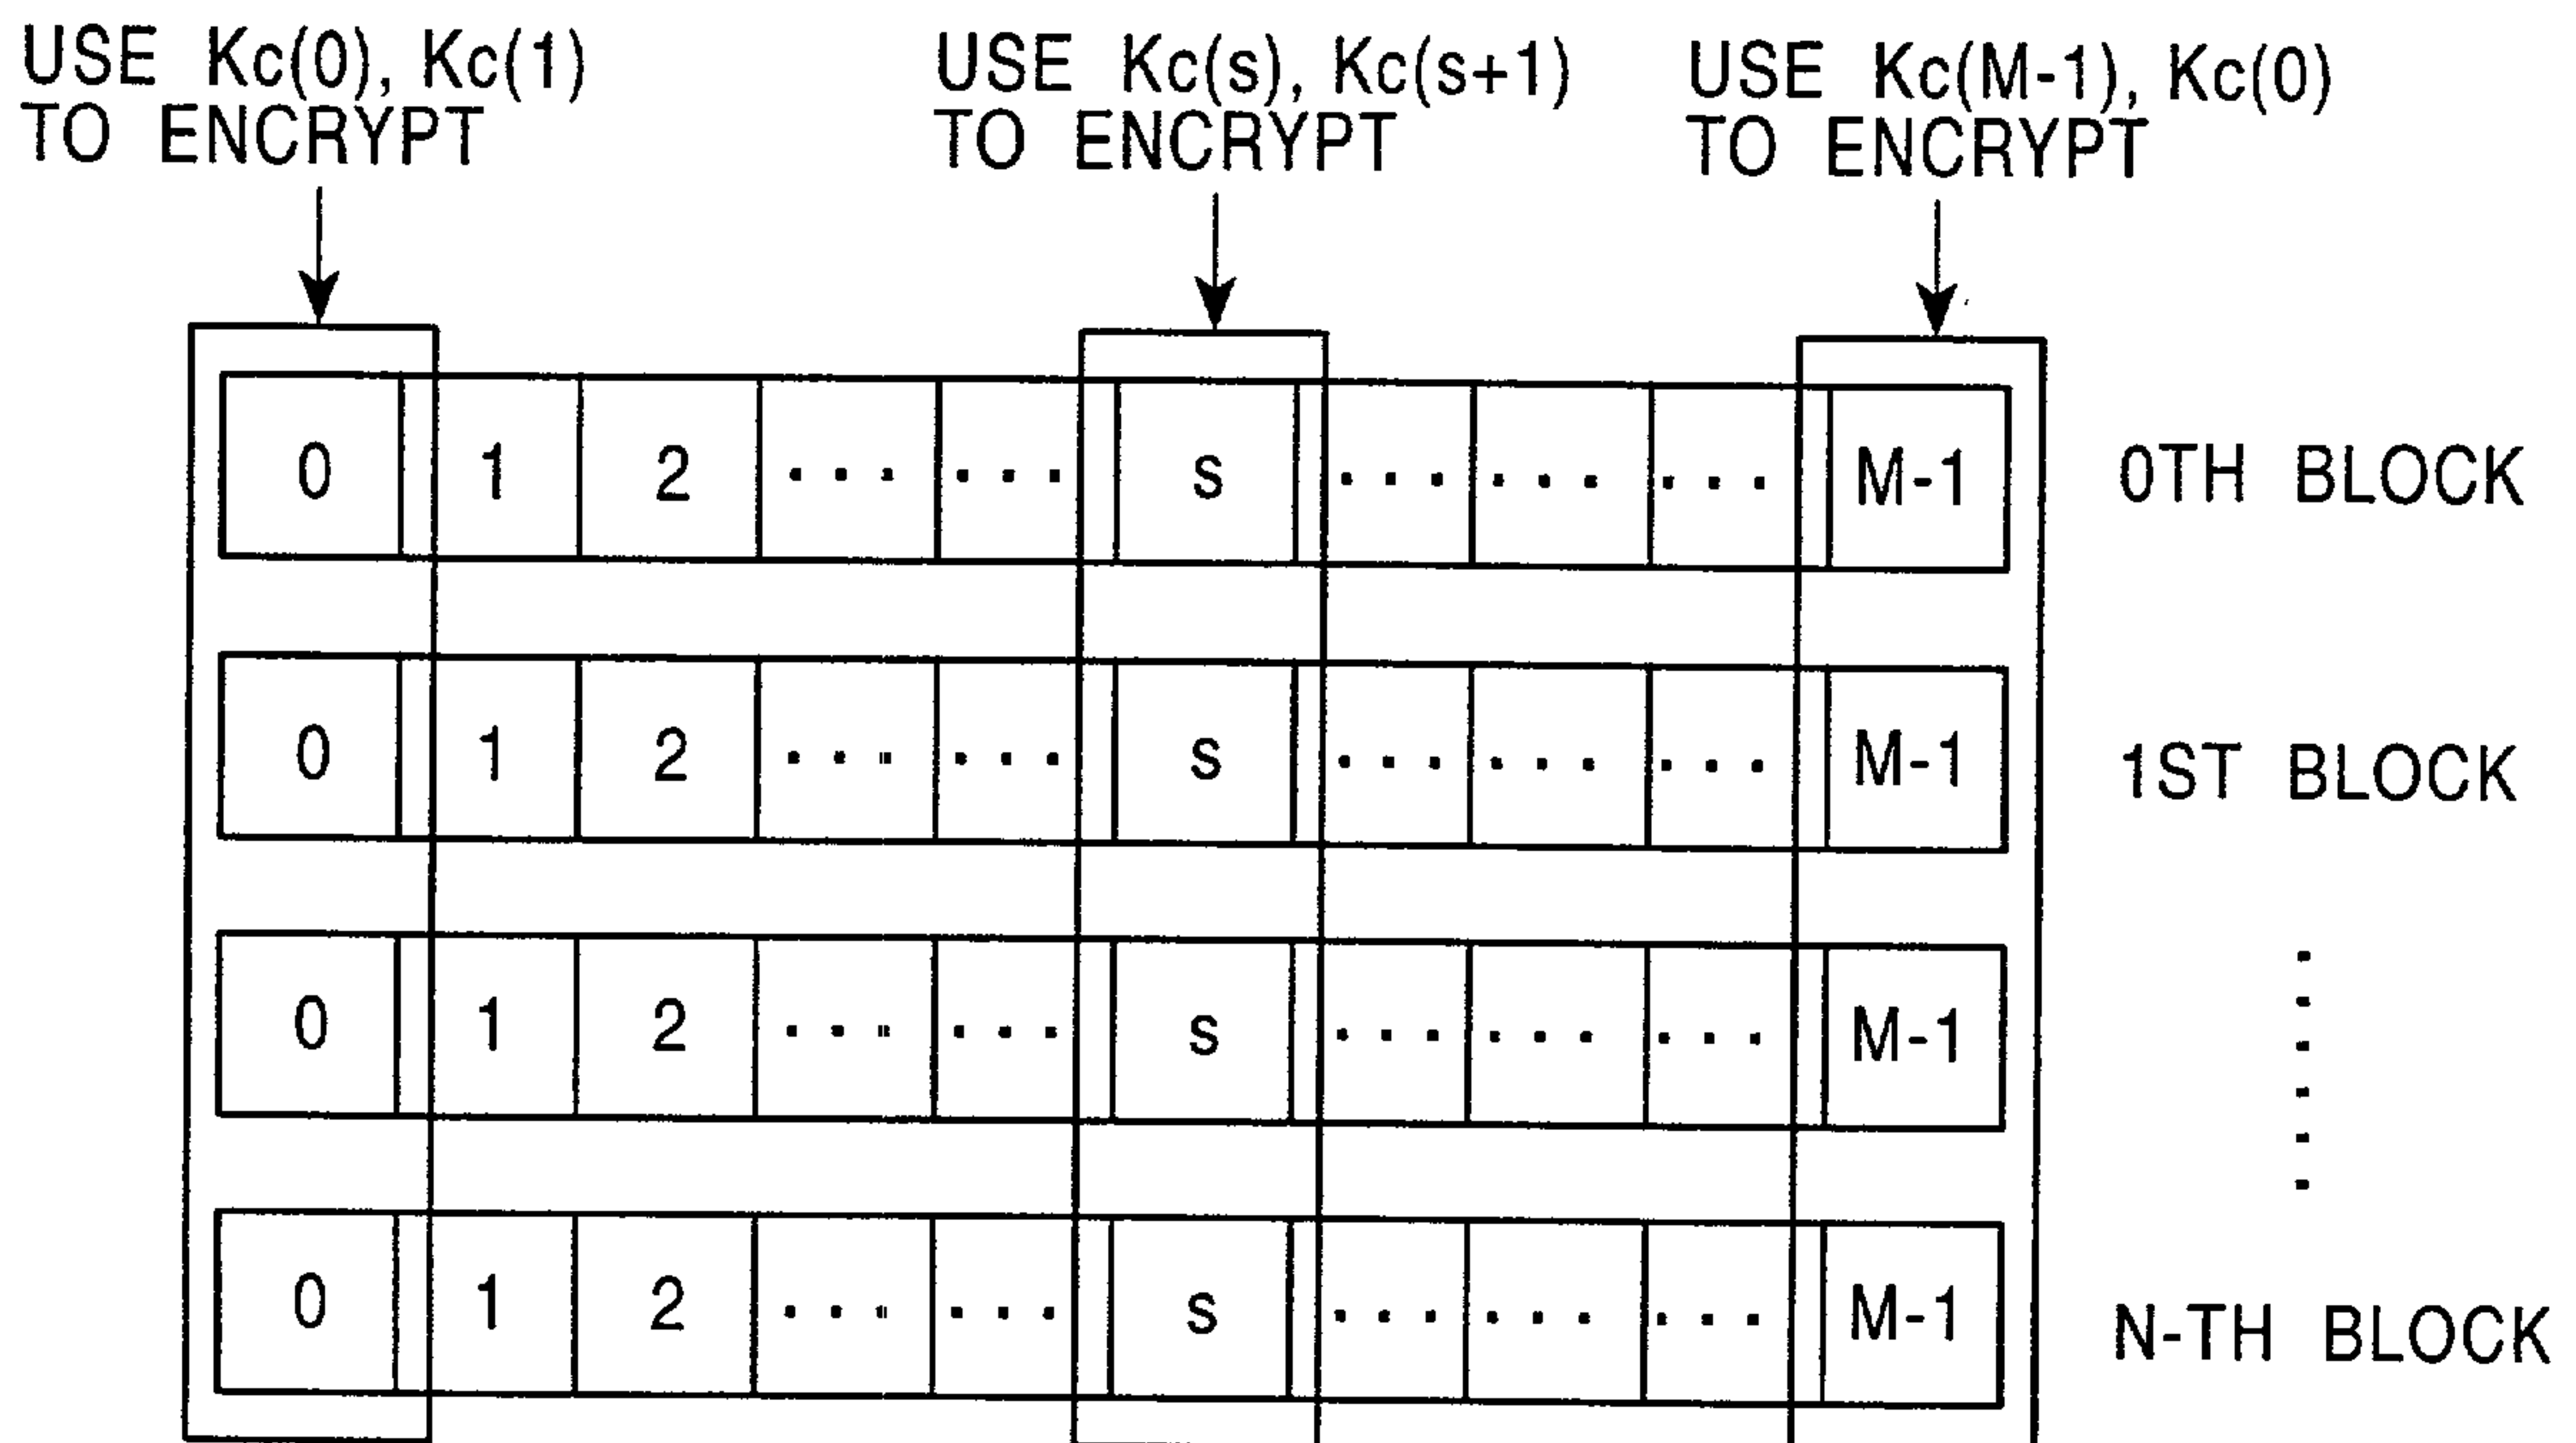 USE Kc(0), Kc(1)
TO ENCRYPT
USE Kc(s), Kc(s+1)
TO ENCRYPT
USE Kc(M-1), Kc(0)
TO ENCRYPT
0 1 2 ... ... s ... ... ... M-1 0TH BLOCK
0 1 2 ... ... s ... ... ... M-1 1ST BLOCK
0 1 2 ... ... s ... ... ... M-1
0 1 2 ... ... s ... ... ... M-1 N-TH BLOCK